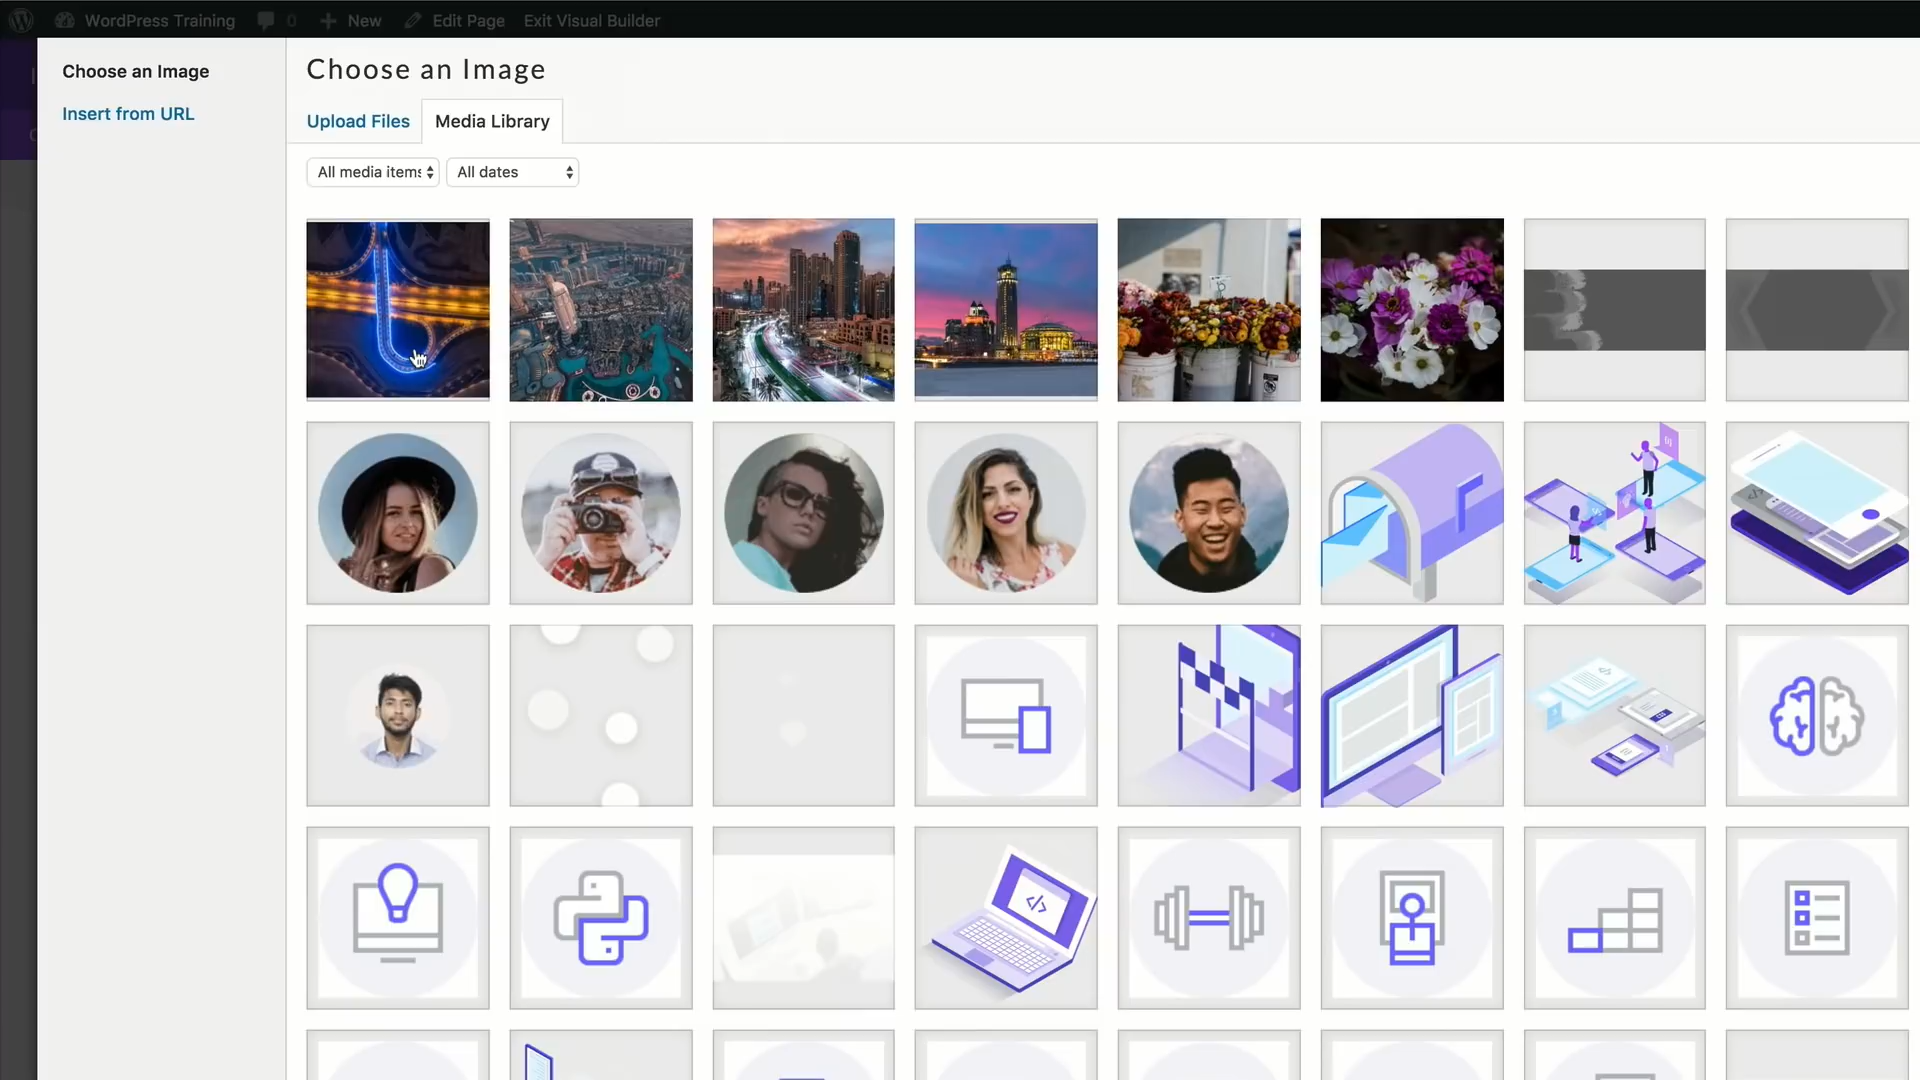 WordPress Training 0 New Edit Page Exit Visual Builder
Choose an Image
Insert from URL
Choose an Image
Upload Files Media Library
All media items All dates